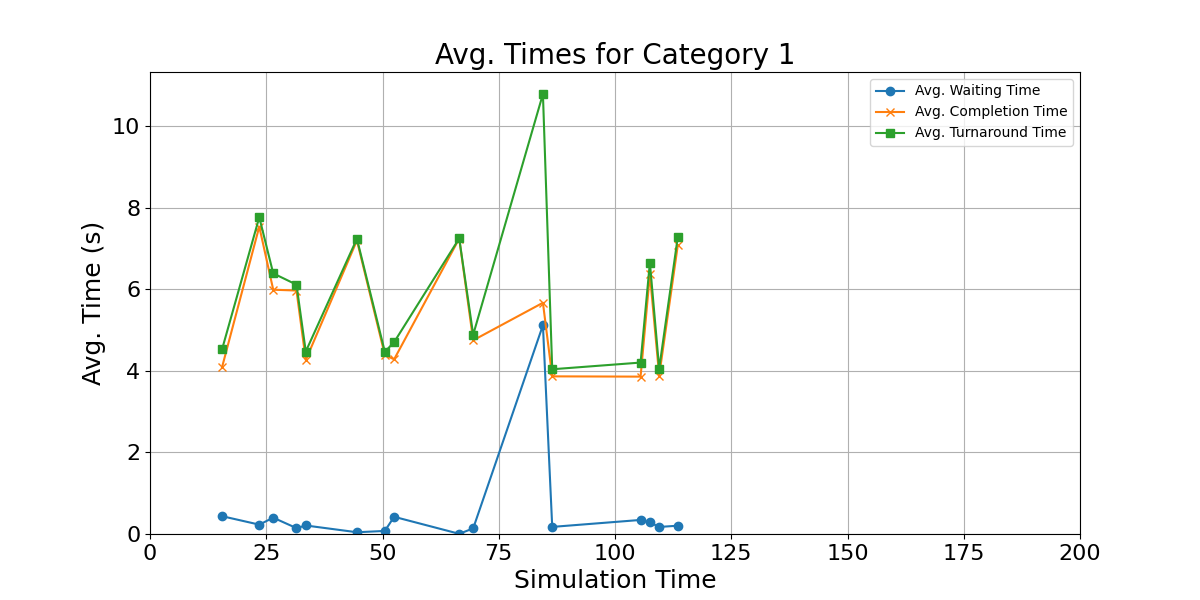 Avg. Times for Category 1
Avg. Waiting Time
Avg. Completion Time
Avg. Turnaround Time
Avg. Time (s)
10
8
6
4
2
0
0 25 50 75 100 125 150 175 200
Simulation Time